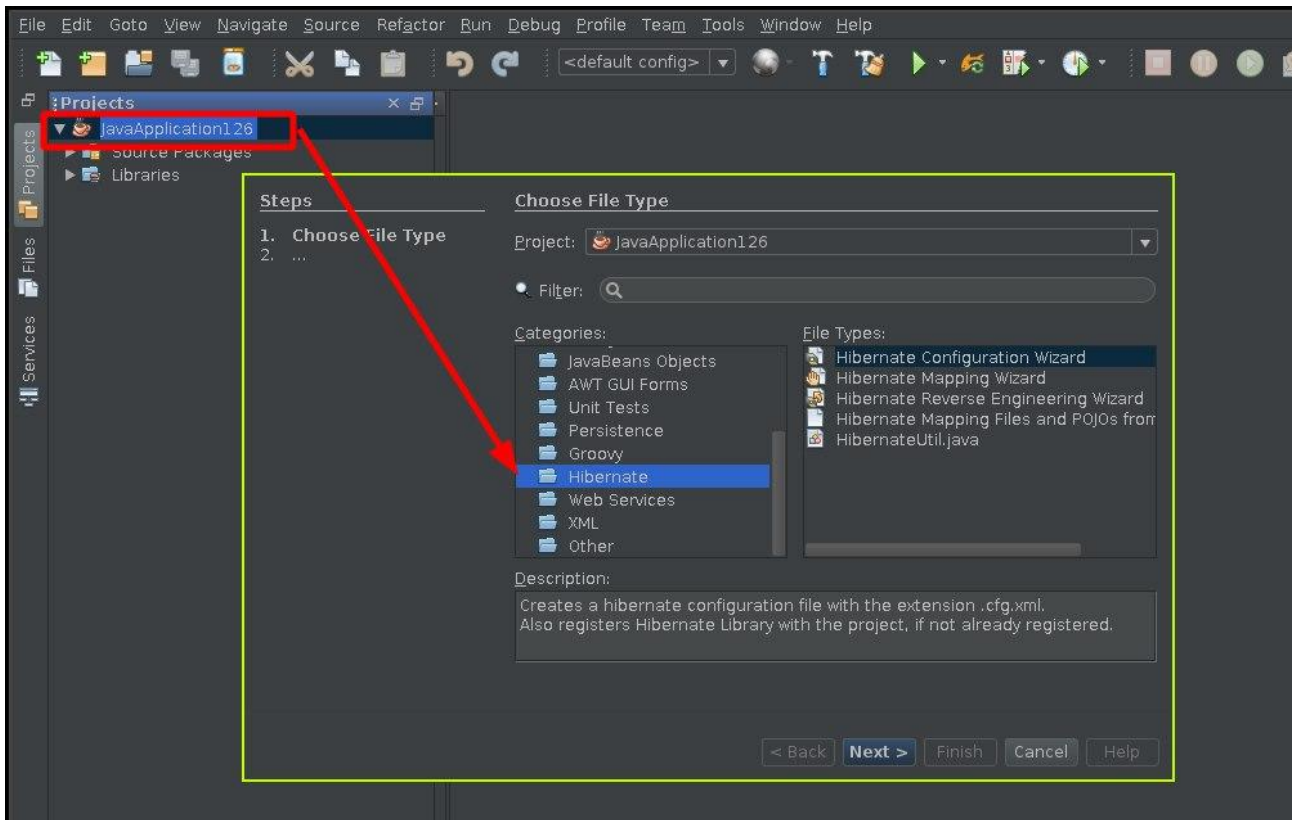 File Edit Goto View Navigate Source Refactor Run Debug Profile Team Tools Window Help
<default config>
Projects
JavaApplication126
Source Packages
Libraries
Projects
Files
Services
Steps
1. Choose File Type
2. ...
Choose File Type
Project: JavaApplication126
Filter:
Categories:
JavaBeans Objects
AWT GUI Forms
Unit Tests
Persistence
Groovy
Hibernate
Web Services
XML
Other
File Types:
Hibernate Configuration Wizard
Hibernate Mapping Wizard
Hibernate Reverse Engineering Wizard
Hibernate Mapping Files and POJOs from
HibernateUtil.java
Description:
Creates a hibernate configuration file with the extension .cfg.xml.
Also registers Hibernate Library with the project, if not already registered.
< Back Next > Finish Cancel Help